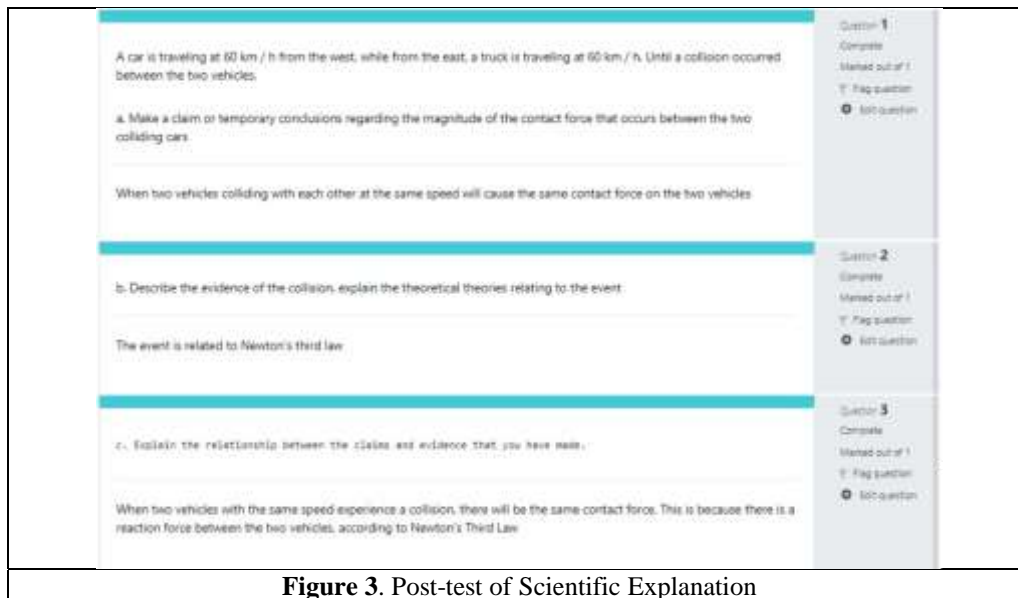 Question 1
Complete
Marked out of 1
Flag question
Edit question
A car is traveling at 60 km / h from the west, while from the east, a truck is traveling at 60 km / h. Until a collision occurred
between the two vehicles.
a. Make a claim or temporary conclusions regarding the magnitude of the contact force that occurs between the two
colliding cars
When two vehicles colliding with each other at the same speed will cause the same contact force on the two vehicles
Question 2
Complete
Marked out of 1
Flag question
Edit question
b. Describe the evidence of the collision, explain the theoretical theories relating to the event
The event is related to Newton's third law
Question 3
Complete
Marked out of 1
Flag question
Edit question
c. Explain the relationship between the claims and evidence that you have made.
When two vehicles with the same speed experience a collision, there will be the same contact force. This is because there is a
reaction force between the two vehicles, according to Newton's Third Law
Figure 3. Post-test of Scientific Explanation